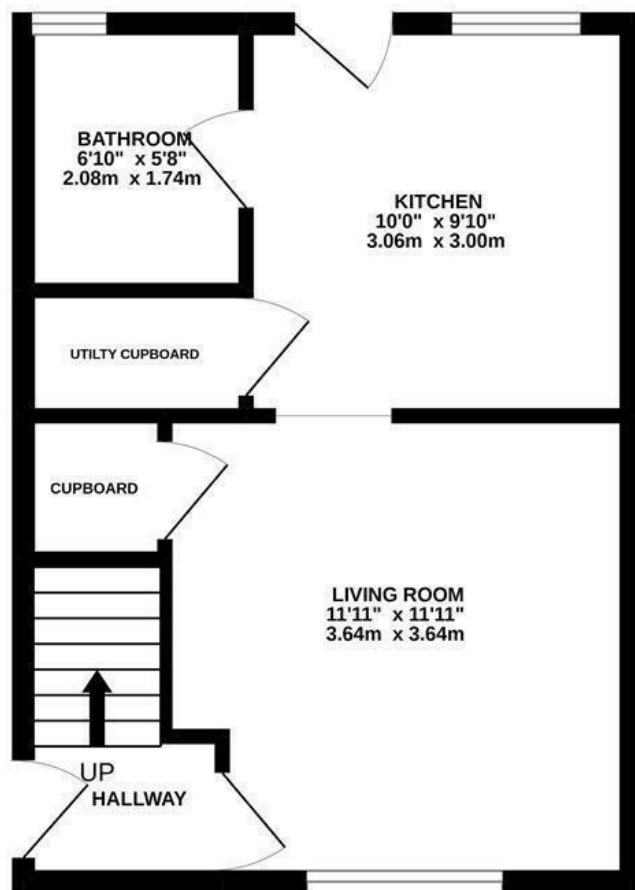 BATHROOM
6'10" x 5'8"
2.08m x 1.74m
KITCHEN
10'0" x 9'10"
3.06m x 3.00m
UTILTY CUPBOARD
CUPBOARD
LIVING ROOM
11'11" x 11'11"
3.64m x 3.64m
UP
HALLWAY